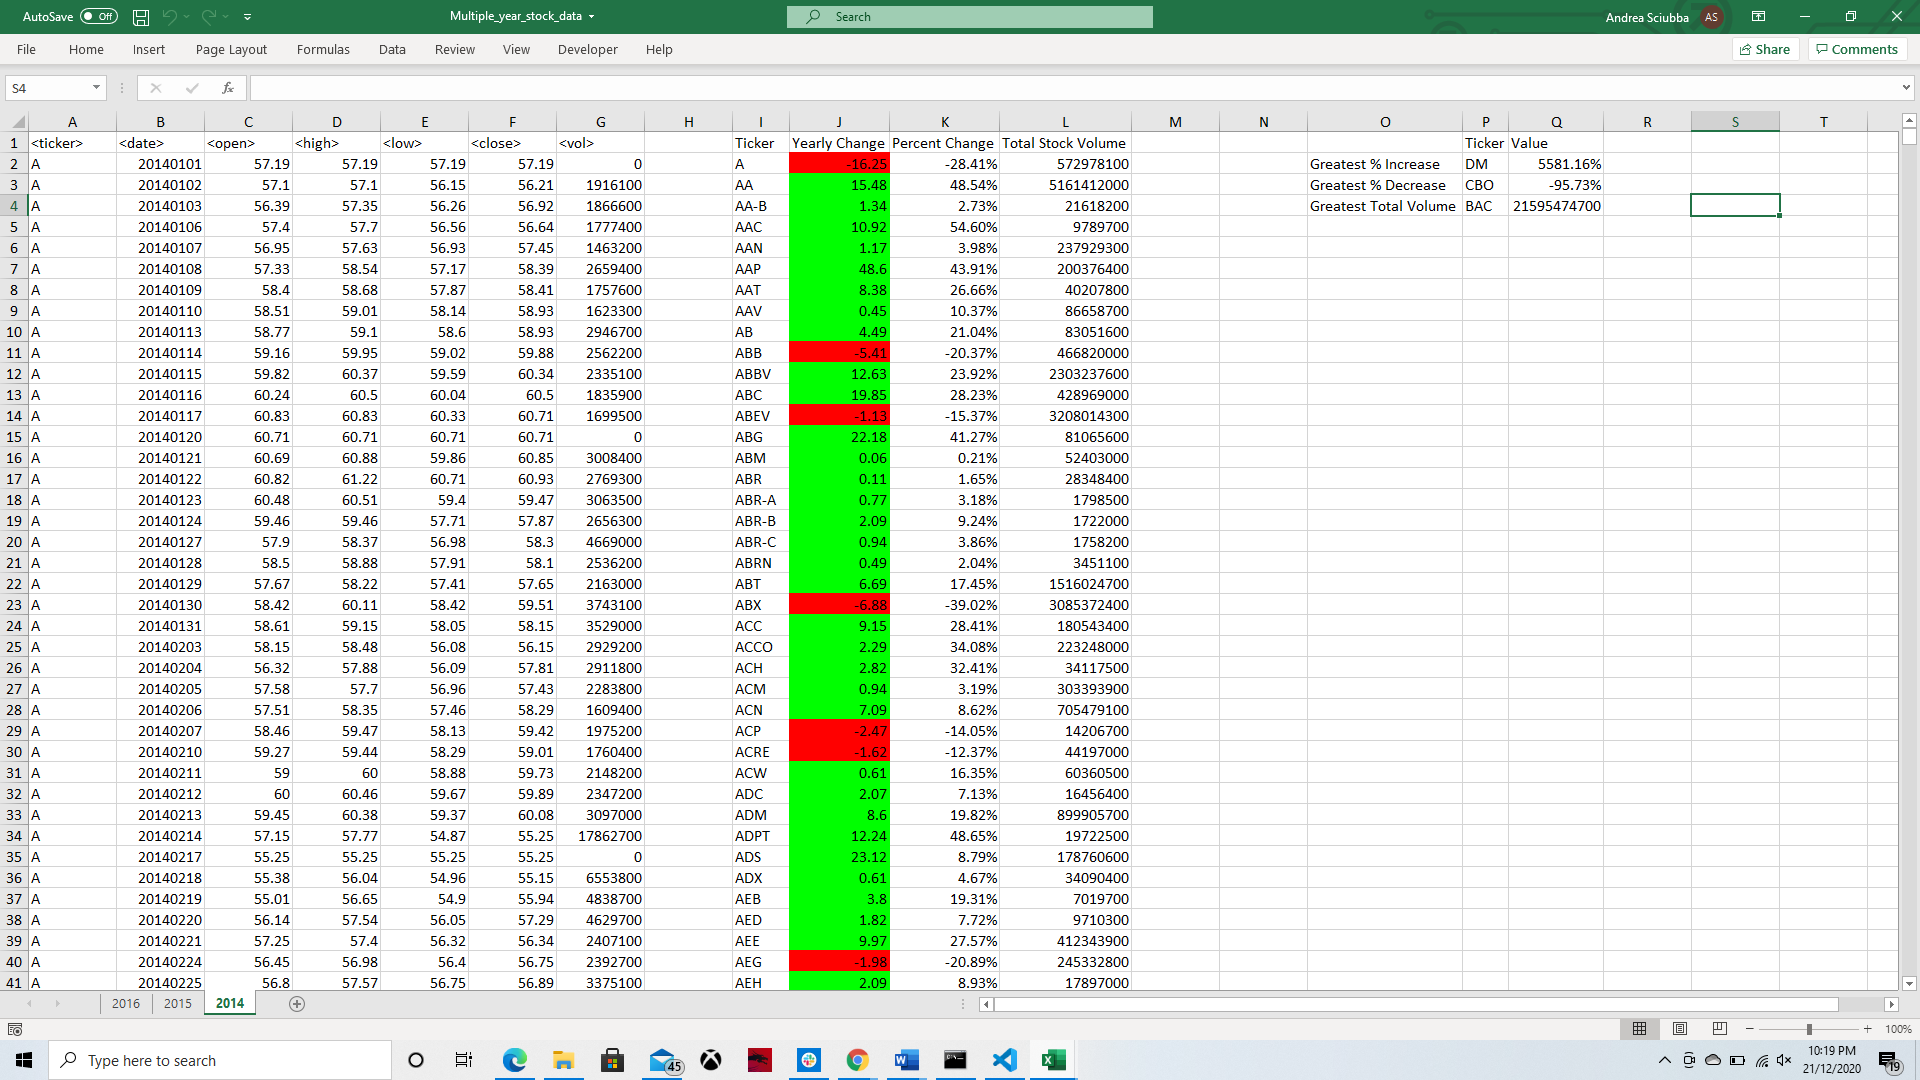 AutoSave Off Multiple_year_stock_data Search Andrea Sciubba AS
File Home Insert Page Layout Formulas Data Review View Developer Help Share Comments
S4 fx
A B C D E F G H I J K L M N O P Q R S T
1 <ticker> <date> <open> <high> <low> <close> <vol> Ticker Yearly Change Percent Change Total Stock Volume Ticker Value
2 A 20140101 57.19 57.19 57.19 57.19 0 A -16.25 -28.41% 572978100 Greatest % Increase DM 5581.16%
3 A 20140102 57.1 57.1 56.15 56.21 1916100 AA 15.48 48.54% 5161412000 Greatest % Decrease CBO -95.73%
4 A 20140103 56.39 57.35 56.26 56.92 1866600 AA-B 1.34 2.73% 21618200 Greatest Total Volume BAC 21595474700
5 A 20140106 57.4 57.7 56.56 56.64 1777400 AAC 10.92 54.60% 9789700
6 A 20140107 56.95 57.63 56.93 57.45 1463200 AAN 1.17 3.98% 237929300
7 A 20140108 57.33 58.54 57.17 58.39 2659400 AAP 48.6 43.91% 200376400
8 A 20140109 58.4 58.68 57.87 58.41 1757600 AAT 8.38 26.66% 40207800
9 A 20140110 58.51 59.01 58.14 58.93 1623300 AAV 0.45 10.37% 86658700
10 A 20140113 58.77 59.1 58.6 58.93 2946700 AB 4.49 21.04% 83051600
11 A 20140114 59.16 59.95 59.02 59.88 2562200 ABB -5.41 -20.37% 466820000
12 A 20140115 59.82 60.37 59.59 60.34 2335100 ABBV 12.63 23.92% 2303237600
13 A 20140116 60.24 60.5 60.04 60.5 1835900 ABC 19.85 28.23% 428969000
14 A 20140117 60.83 60.83 60.33 60.71 1699500 ABEV -1.13 -15.37% 3208014300
15 A 20140120 60.71 60.71 60.71 60.71 0 ABG 22.18 41.27% 81065600
16 A 20140121 60.69 60.88 59.86 60.85 3008400 ABM 0.06 0.21% 52403000
17 A 20140122 60.82 61.22 60.71 60.93 2769300 ABR 0.11 1.65% 28348400
18 A 20140123 60.48 60.51 59.4 59.47 3063500 ABR-A 0.77 3.18% 1798500
19 A 20140124 59.46 59.46 57.71 57.87 2656300 ABR-B 2.09 9.24% 1722000
20 A 20140127 57.9 58.37 56.98 58.3 4669000 ABR-C 0.94 3.86% 1758200
21 A 20140128 58.5 58.88 57.91 58.1 2536200 ABRN 0.49 2.04% 3451100
22 A 20140129 57.67 58.22 57.41 57.65 2163000 ABT 6.69 17.45% 1516024700
23 A 20140130 58.42 60.11 58.42 59.51 3743100 ABX -6.88 -39.02% 3085372400
24 A 20140131 58.61 59.15 58.05 58.15 3529000 ACC 9.15 28.41% 180543400
25 A 20140203 58.15 58.48 56.08 56.15 2929200 ACCO 2.29 34.08% 223248000
26 A 20140204 56.32 57.88 56.09 57.81 2911800 ACH 2.82 32.41% 34117500
27 A 20140205 57.58 57.7 56.96 57.43 2283800 ACM 0.94 3.19% 303393900
28 A 20140206 57.51 58.35 57.46 58.29 1609400 ACN 7.09 8.62% 705479100
29 A 20140207 58.46 59.47 58.13 59.42 1975200 ACP -2.47 -14.05% 14206700
30 A 20140210 59.27 59.44 58.29 59.01 1760400 ACRE -1.62 -12.37% 44197000
31 A 20140211 59 60 58.88 59.73 2148200 ACW 0.61 16.35% 60360500
32 A 20140212 60 60.46 59.67 59.89 2347200 ADC 2.07 7.13% 16456400
33 A 20140213 59.45 60.38 59.37 60.08 3097000 ADM 8.6 19.82% 899905700
34 A 20140214 57.15 57.77 54.87 55.25 17862700 ADPT 12.24 48.65% 19722500
35 A 20140217 55.25 55.25 55.25 55.25 0 ADS 23.12 8.79% 178760600
36 A 20140218 55.38 56.04 54.96 55.15 6553800 ADX 0.61 4.67% 34090400
37 A 20140219 55.01 56.65 54.9 55.94 4838700 AEB 3.8 19.31% 7019700
38 A 20140220 56.14 57.54 56.05 57.29 4629700 AED 1.82 7.72% 9710300
39 A 20140221 57.25 57.4 56.32 56.34 2407100 AEE 9.97 27.57% 412343900
40 A 20140224 56.45 56.98 56.4 56.75 2392700 AEG -1.98 -20.89% 245332800
41 A 20140225 56.8 57.57 56.75 56.89 3375100 AEH 2.09 8.93% 17897000
2016 2015 2014
100%
Type here to search 45 10:19 PM
21/12/2020 19